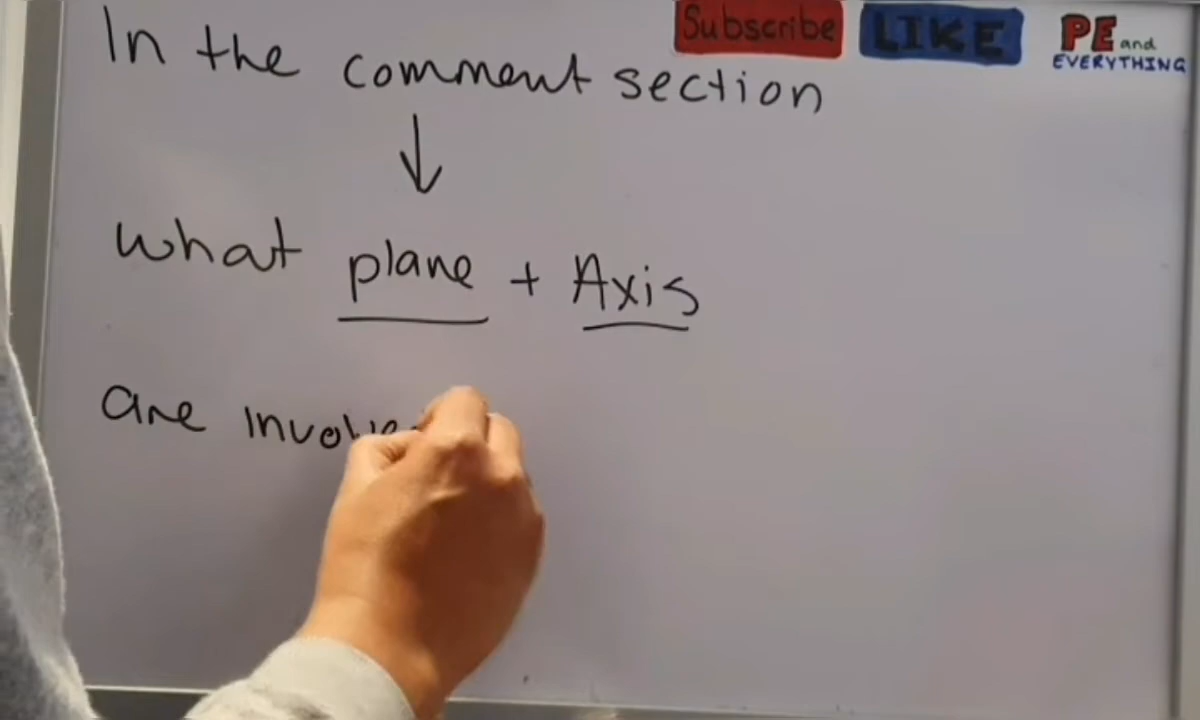 Subscribe LIKE PE and
EVERYTHING
In the comment section
what plane + Axis
are